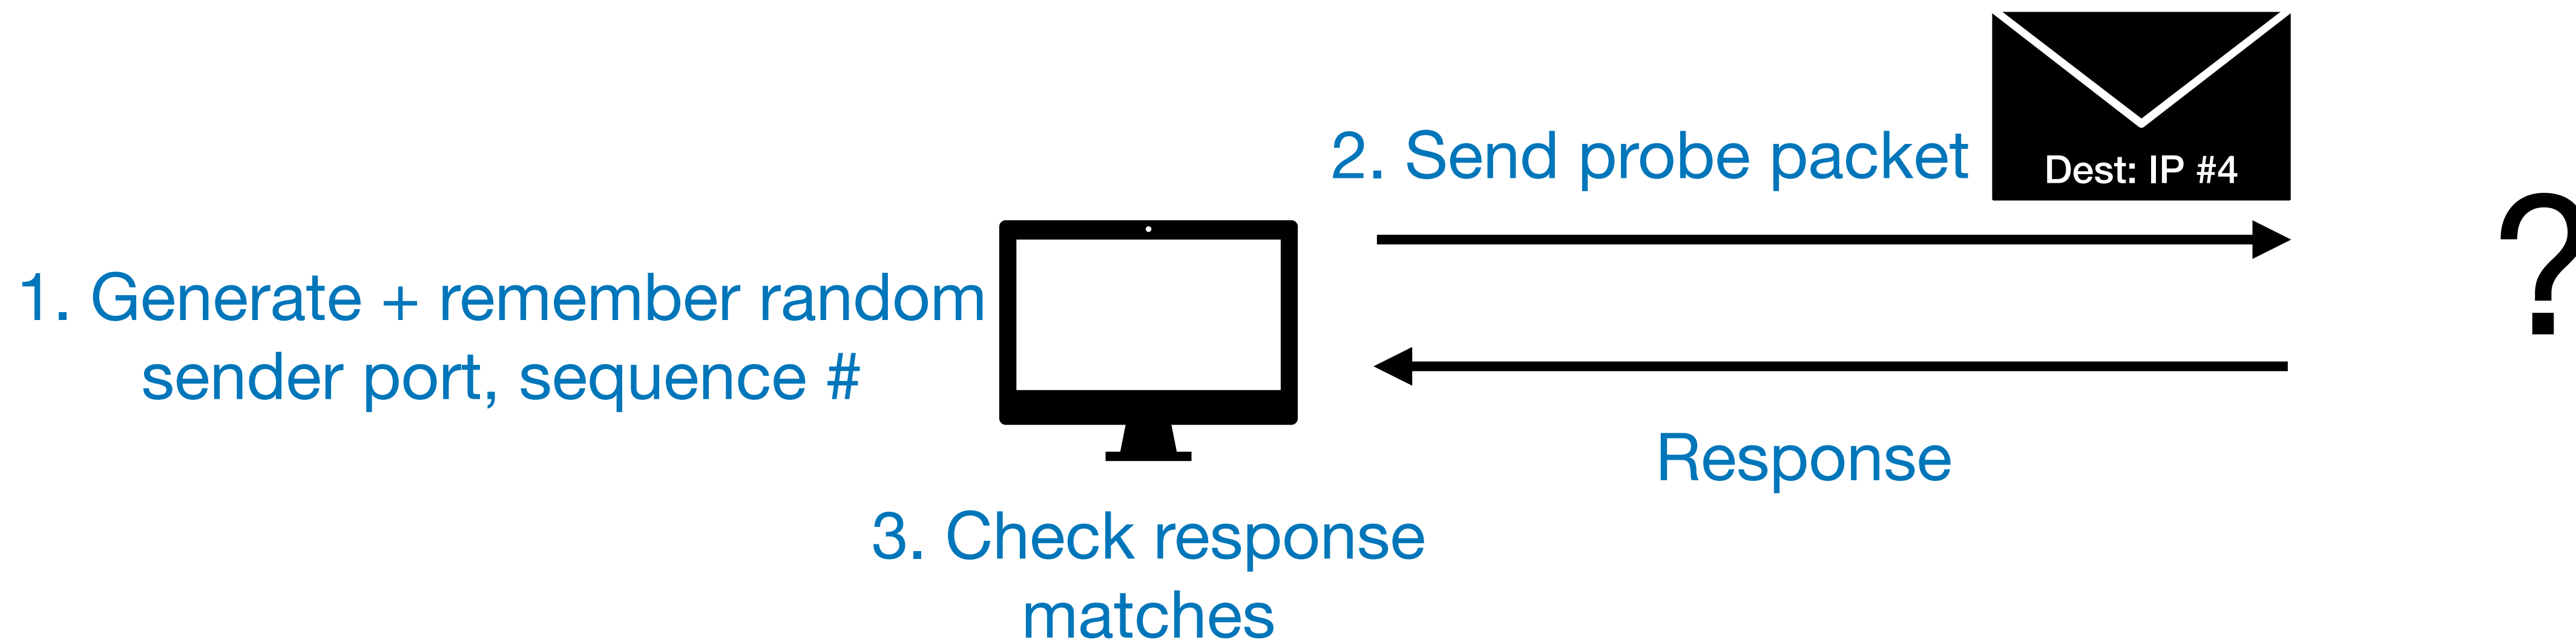 1. Generate + remember random
sender port, sequence #
2. Send probe packet
Dest: IP #4
?
Response
3. Check response
matches